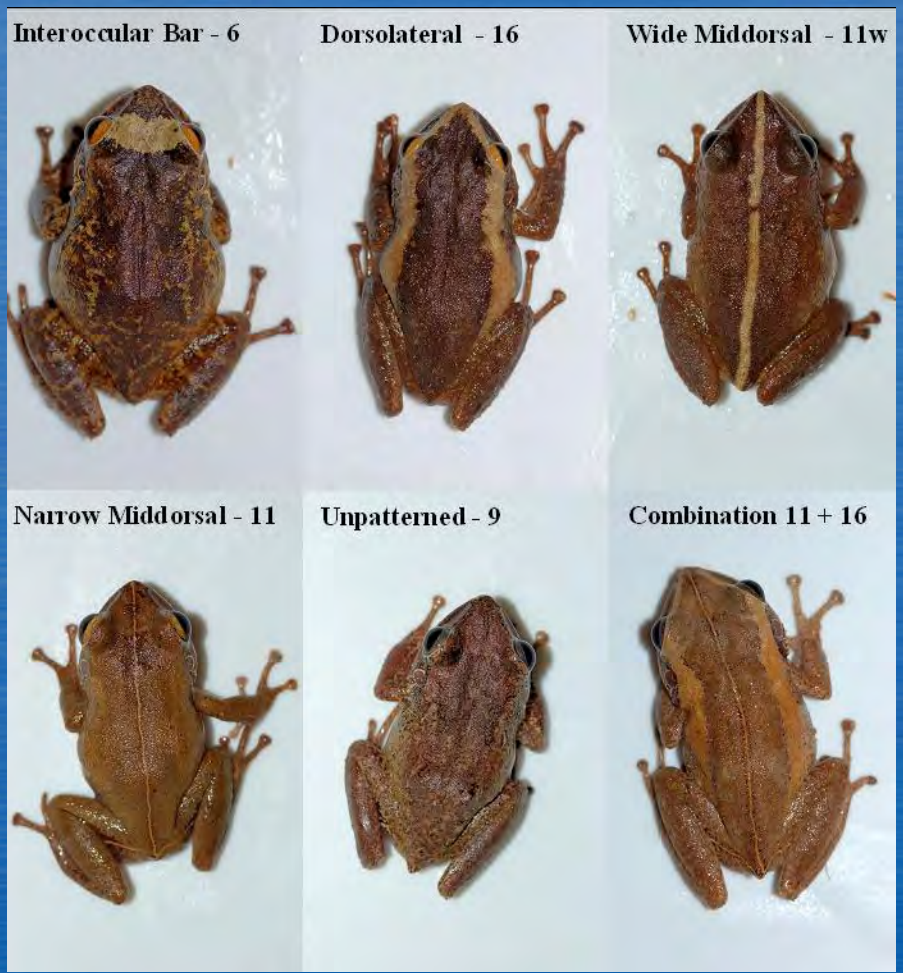 Interoccular Bar - 6
Dorsolateral - 16
Wide Middorsal - 11w
Narrow Middorsal - 11
Unpatterned - 9
Combination 11 + 16